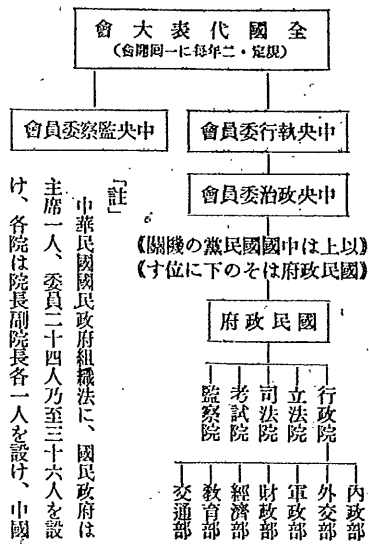 全國代表大會
(規定・二年每に一回開會)
中央執行委員會
中央監察委員會
中央政治委員會
《以上は中國國民黨の機關》
《國民政府はその下に位す》
國民政府
行政院
立法院
司法院
考試院
監察院
內政部
外交部
軍政部
財政部
經濟部
敎育部
交通部
「註」
中華民國國民政府組織法に、國民政府は
主席一人、委員二十四人乃至三十六人を設
け、各院は院長副院長各一人を設け、中國